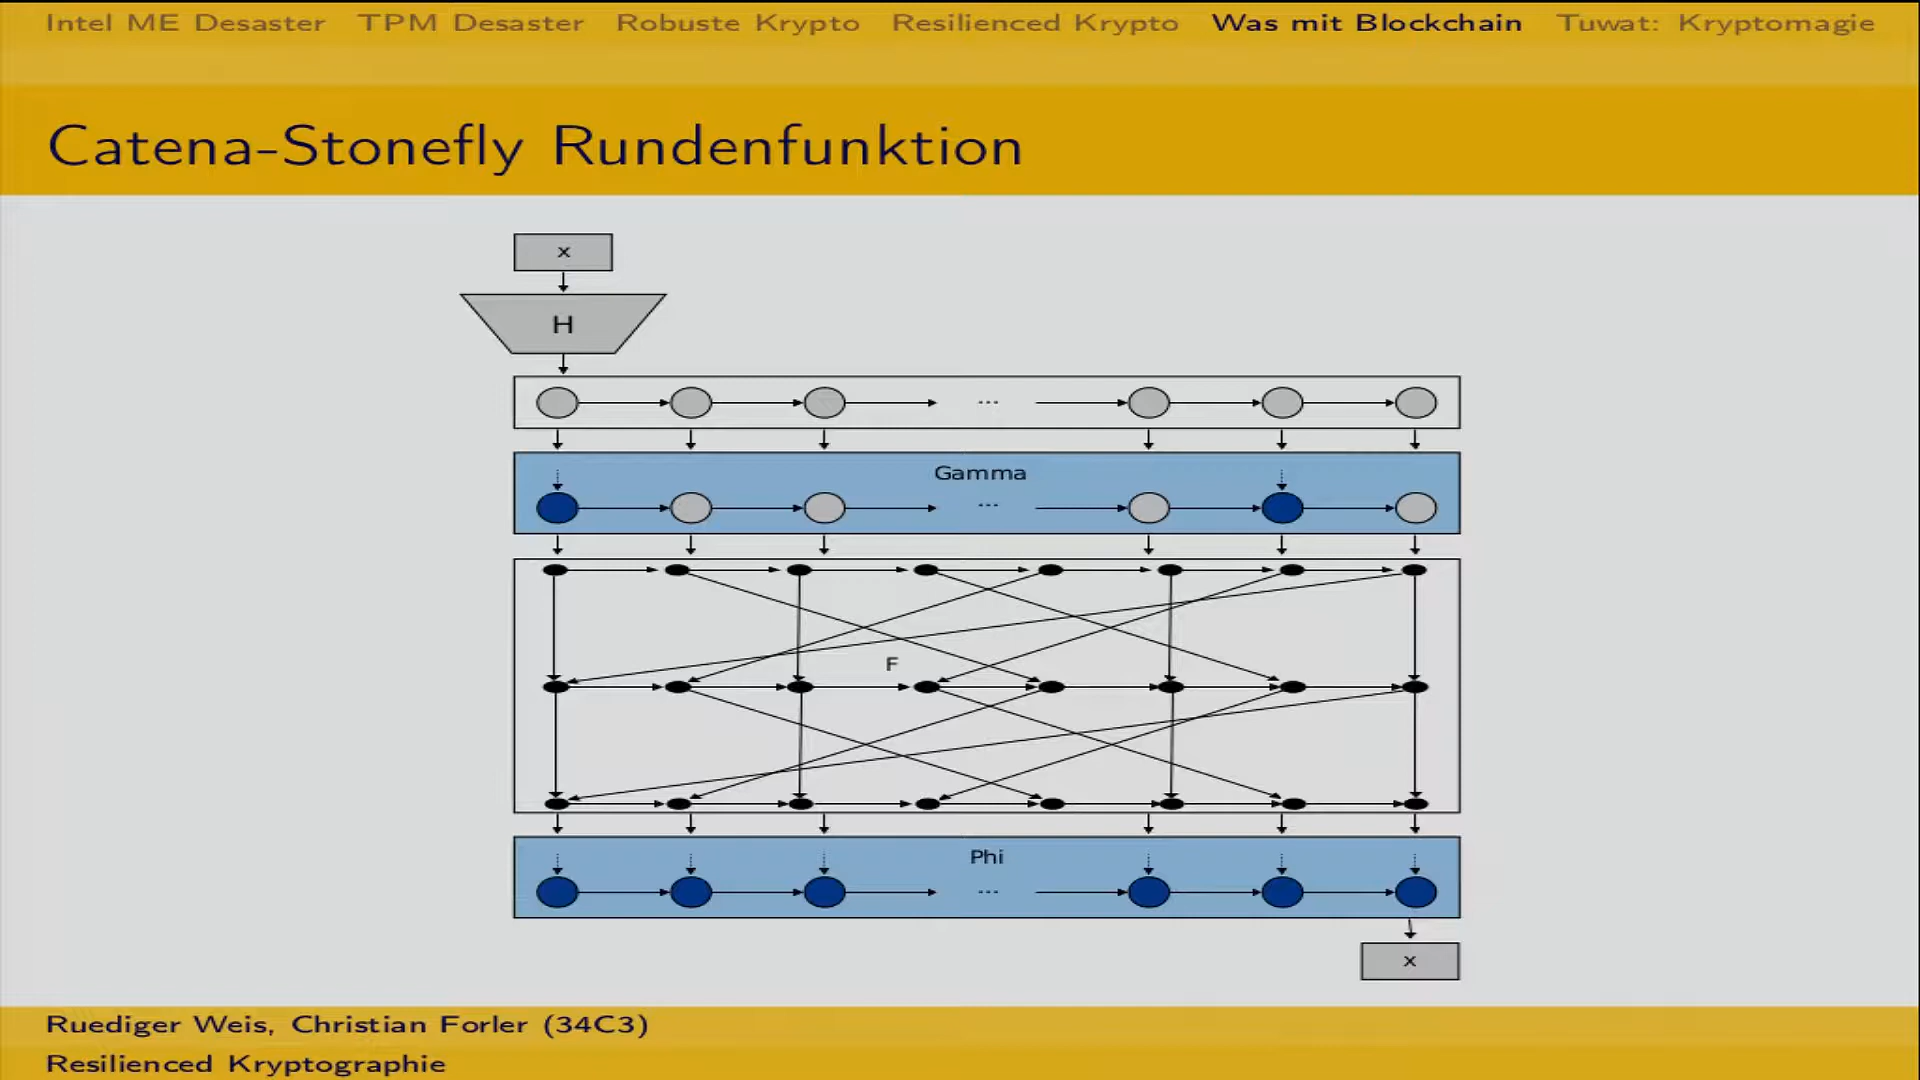 Intel ME Desaster TPM Desaster Robuste Krypto Resilienced Krypto Was mit Blockchain Tuwat: Kryptomagie
Catena-Stonefly Rundenfunktion
x
H
...
Gamma
...
F
Phi
...
x
Ruediger Weis, Christian Forler (34C3)
Resilienced Kryptographie